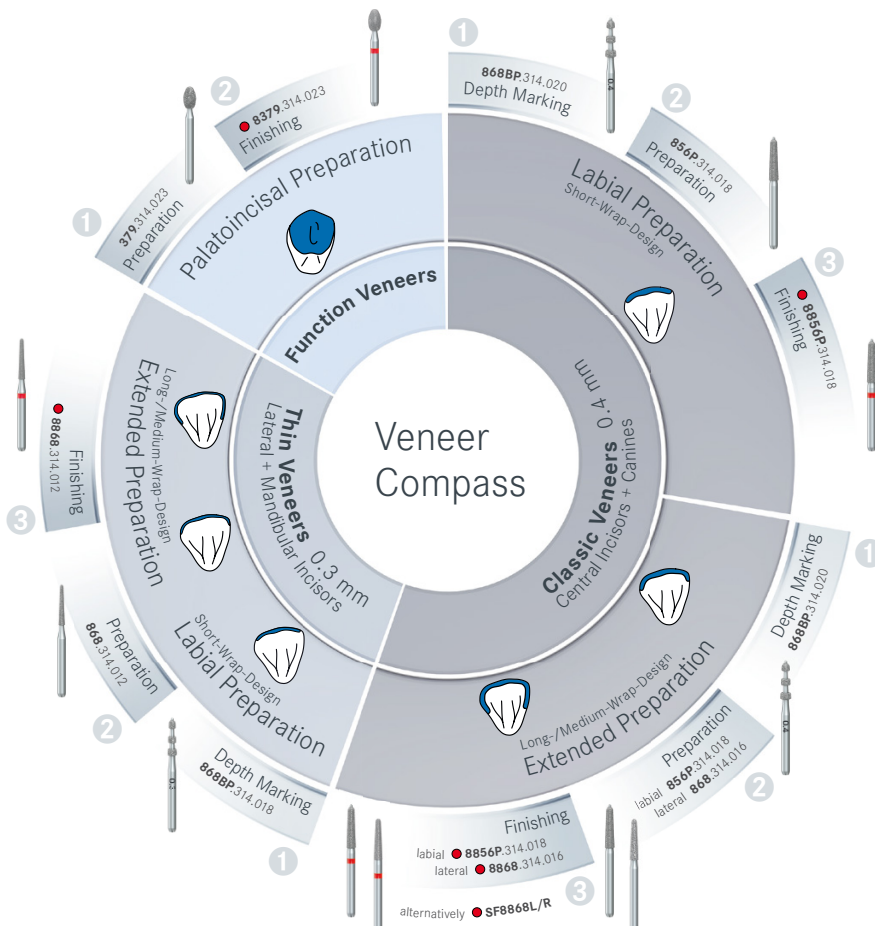 Veneer
Compass
Classic Veneers 0.4 mm
Central Incisors + Canines
Labial Preparation
Short-Wrap-Design
1
868BP.314.020
Depth Marking
0.4
2
856P.314.018
Preparation
3
8856P.314.018
Finishing
Extended Preparation
Long-/Medium-Wrap-Design
1
Depth Marking
868BP.314.020
0.4
2
Preparation
labial 856P.314.018
lateral 868.314.016
3
Finishing
labial 8856P.314.018
lateral 8868.314.016
alternatively SF8868L/R
Thin Veneers 0.3 mm
Lateral + Mandibular Incisors
Short-Wrap-Design
Labial Preparation
Long-/Medium-Wrap-Design
Extended Preparation
1
Depth Marking
868BP.314.018
0.3
2
Preparation
868.314.012
3
Finishing
8868.314.012
Function Veneers
Palatoincisal Preparation
1
379.314.023
Preparation
2
8379.314.023
Finishing